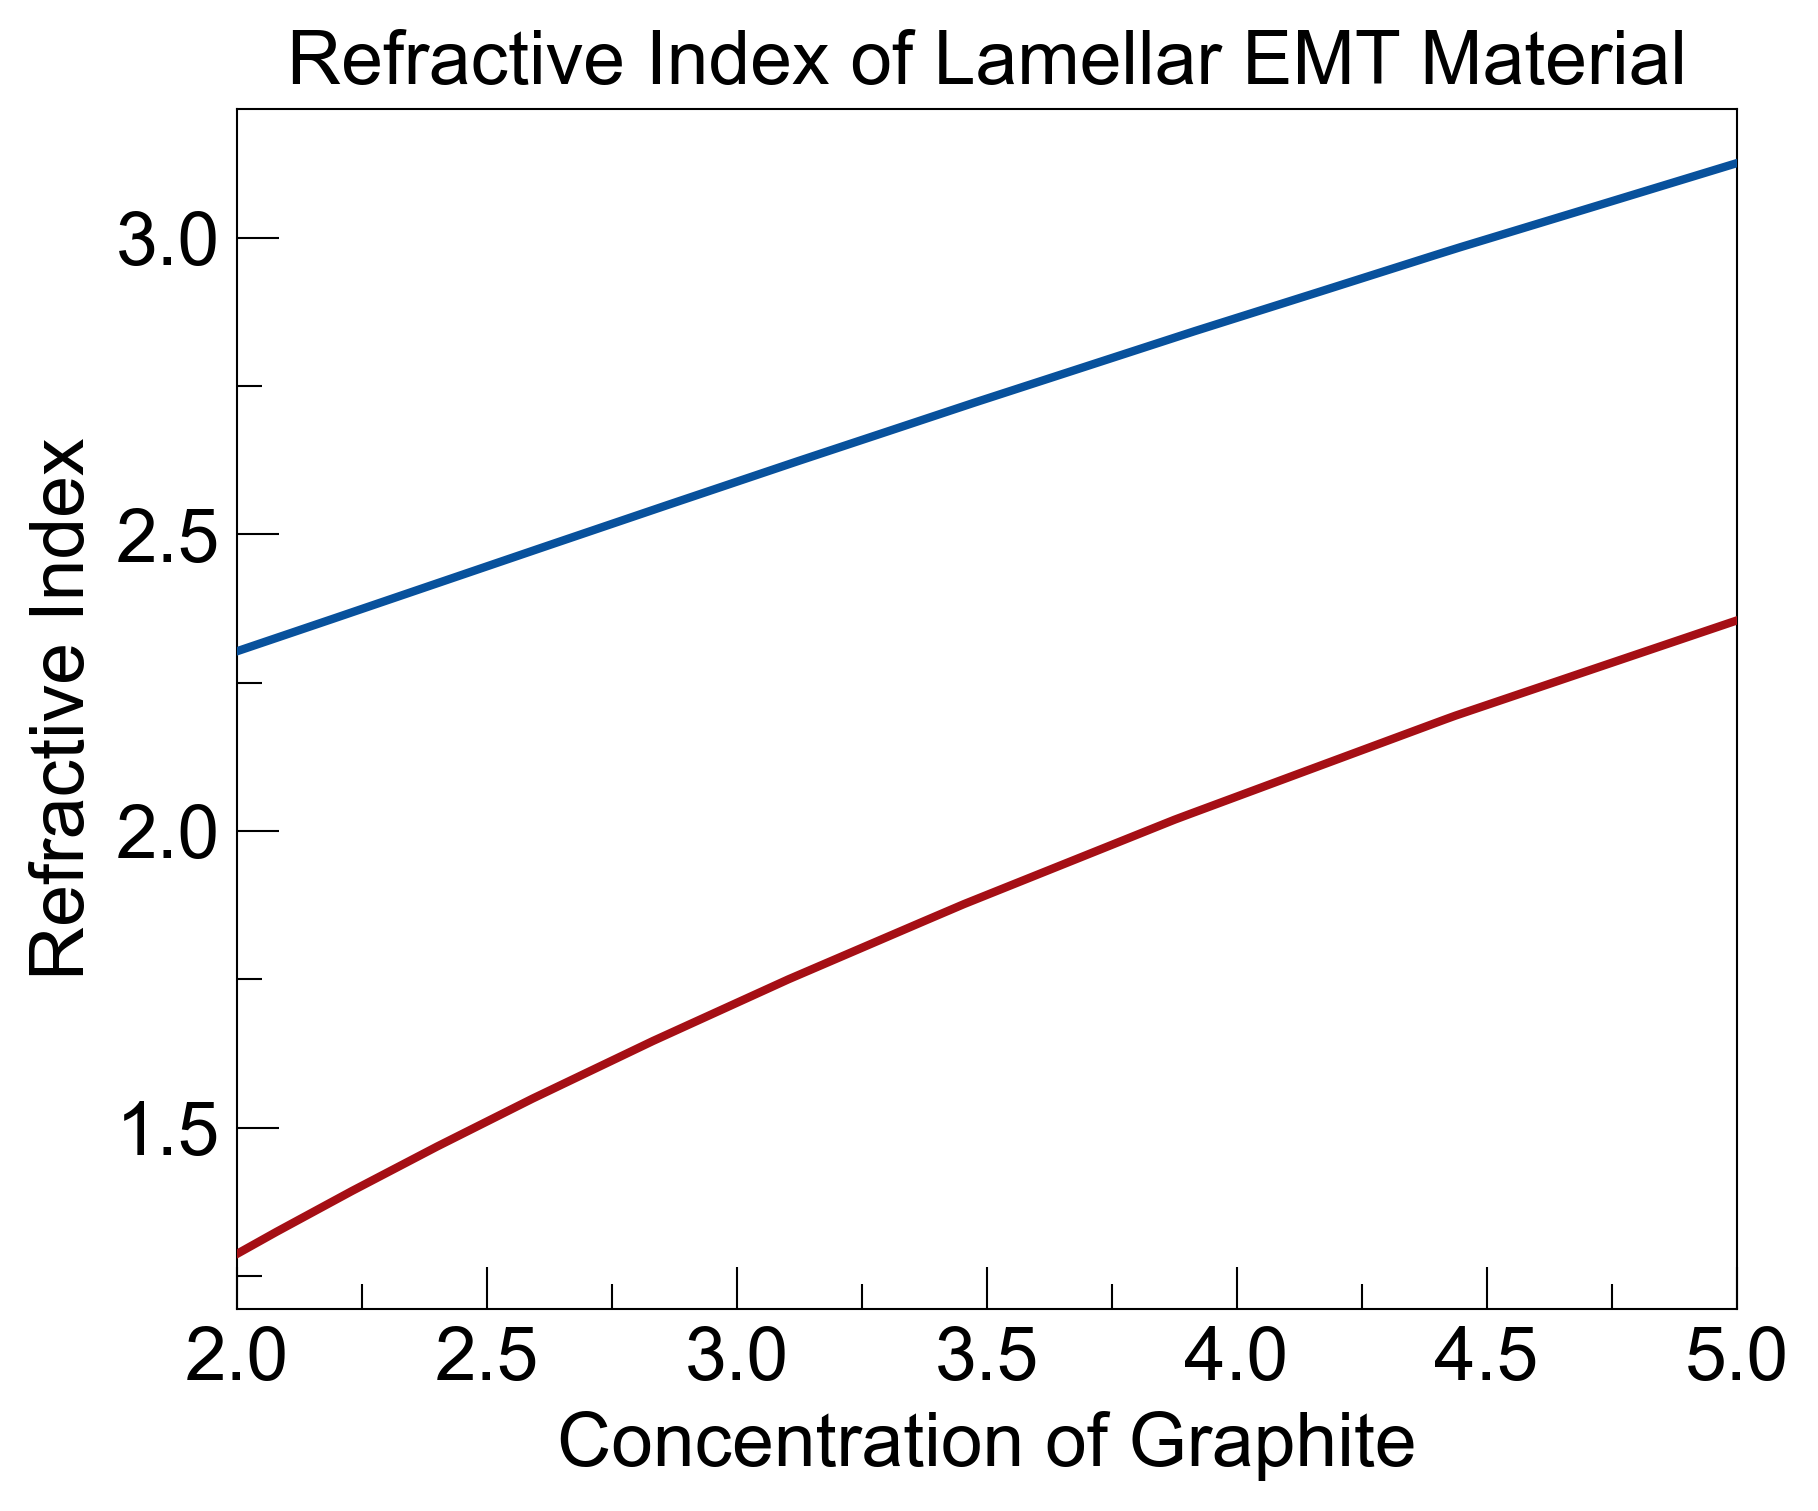 Refractive Index of Lamellar EMT Material
Refractive Index
3.0
2.5
2.0
1.5
2.0 2.5 3.0 3.5 4.0 4.5 5.0
Concentration of Graphite